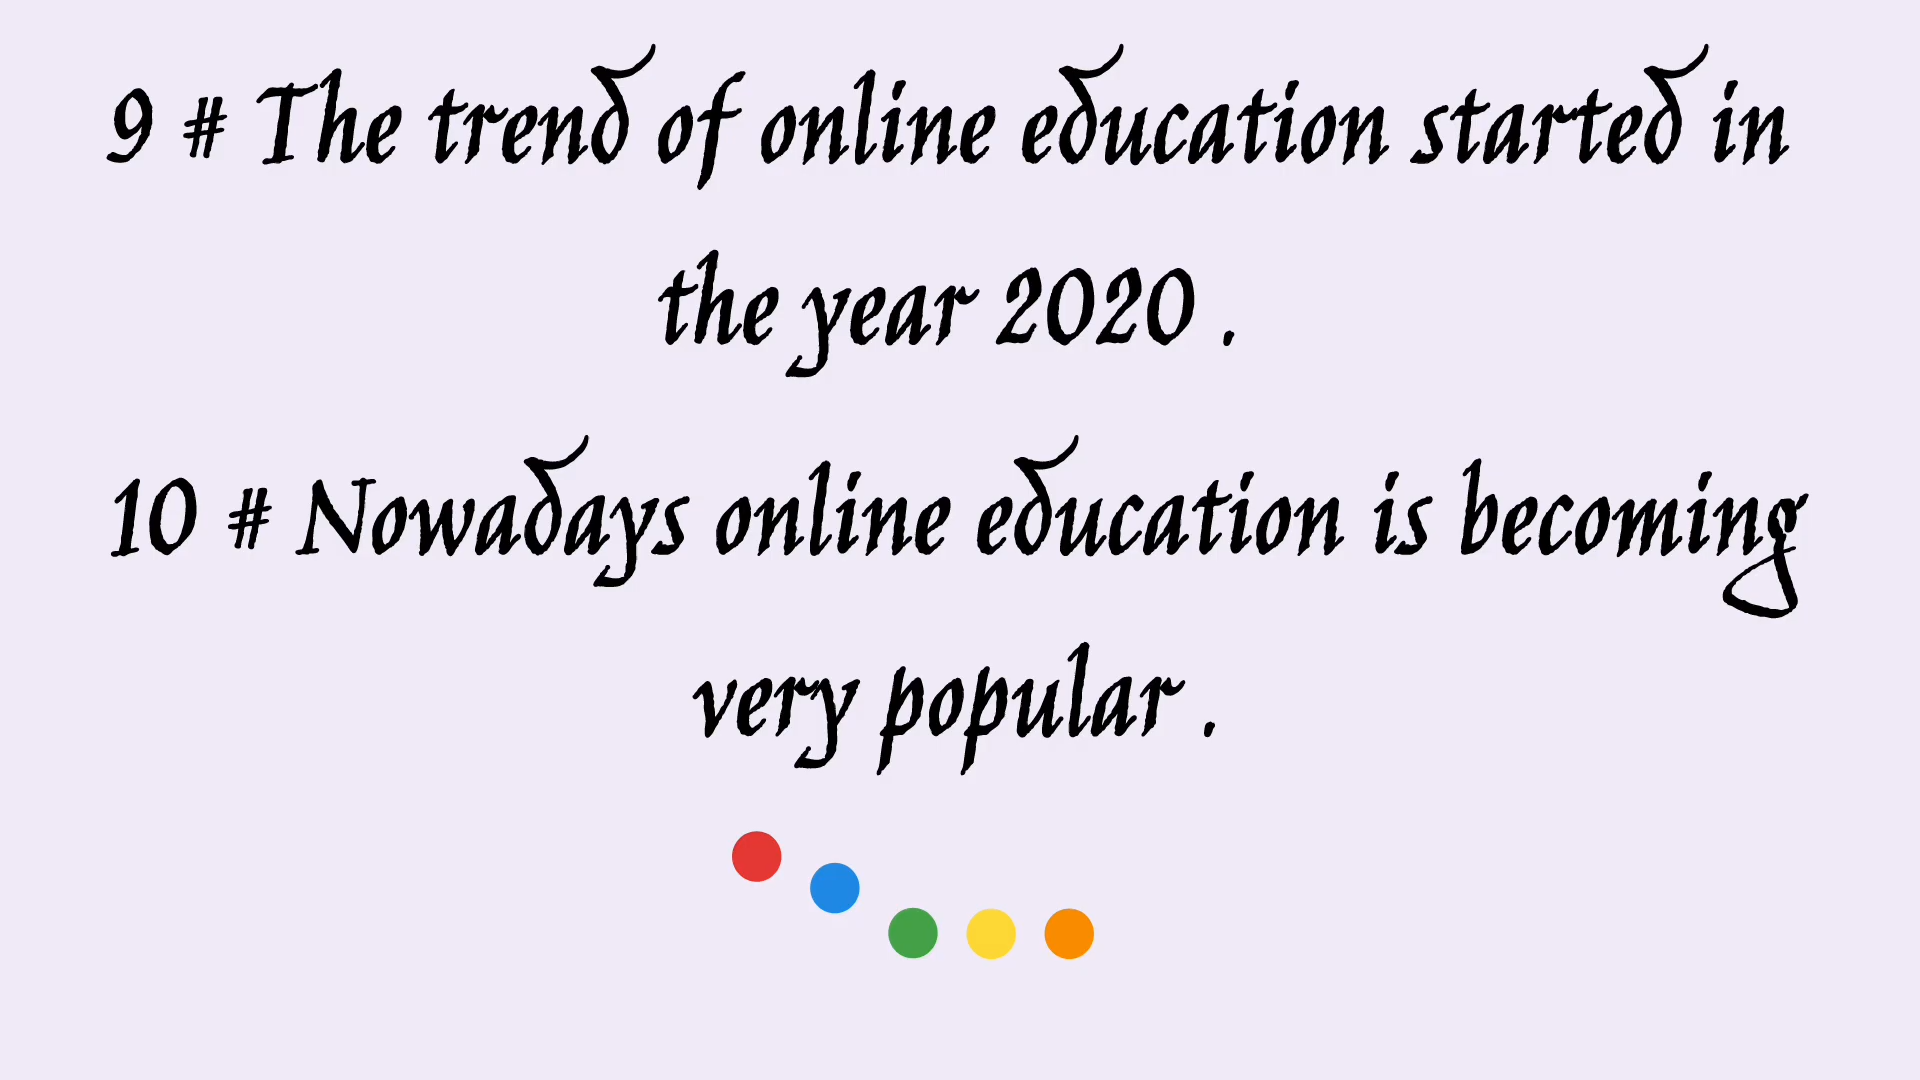 9 # The trend of online education started in
the year 2020 .
10 # Nowadays online education is becoming
very popular .